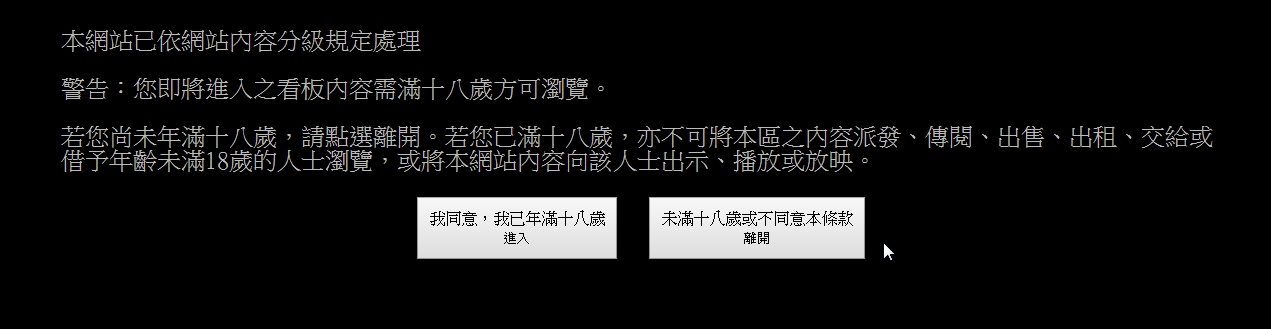 本網站已依網站內容分級規定處理
警告：您即將進入之看板內容需滿十八歲方可瀏覽。
若您尚未年滿十八歲，請點選離開。若您已滿十八歲，亦不可將本區之內容派發、傳閱、出售、出租、交給或
借予年齡未滿18歲的人士瀏覽，或將本網站內容向該人士出示、播放或放映。
我同意，我已年滿十八歲
進入
未滿十八歲或不同意本條款
離開